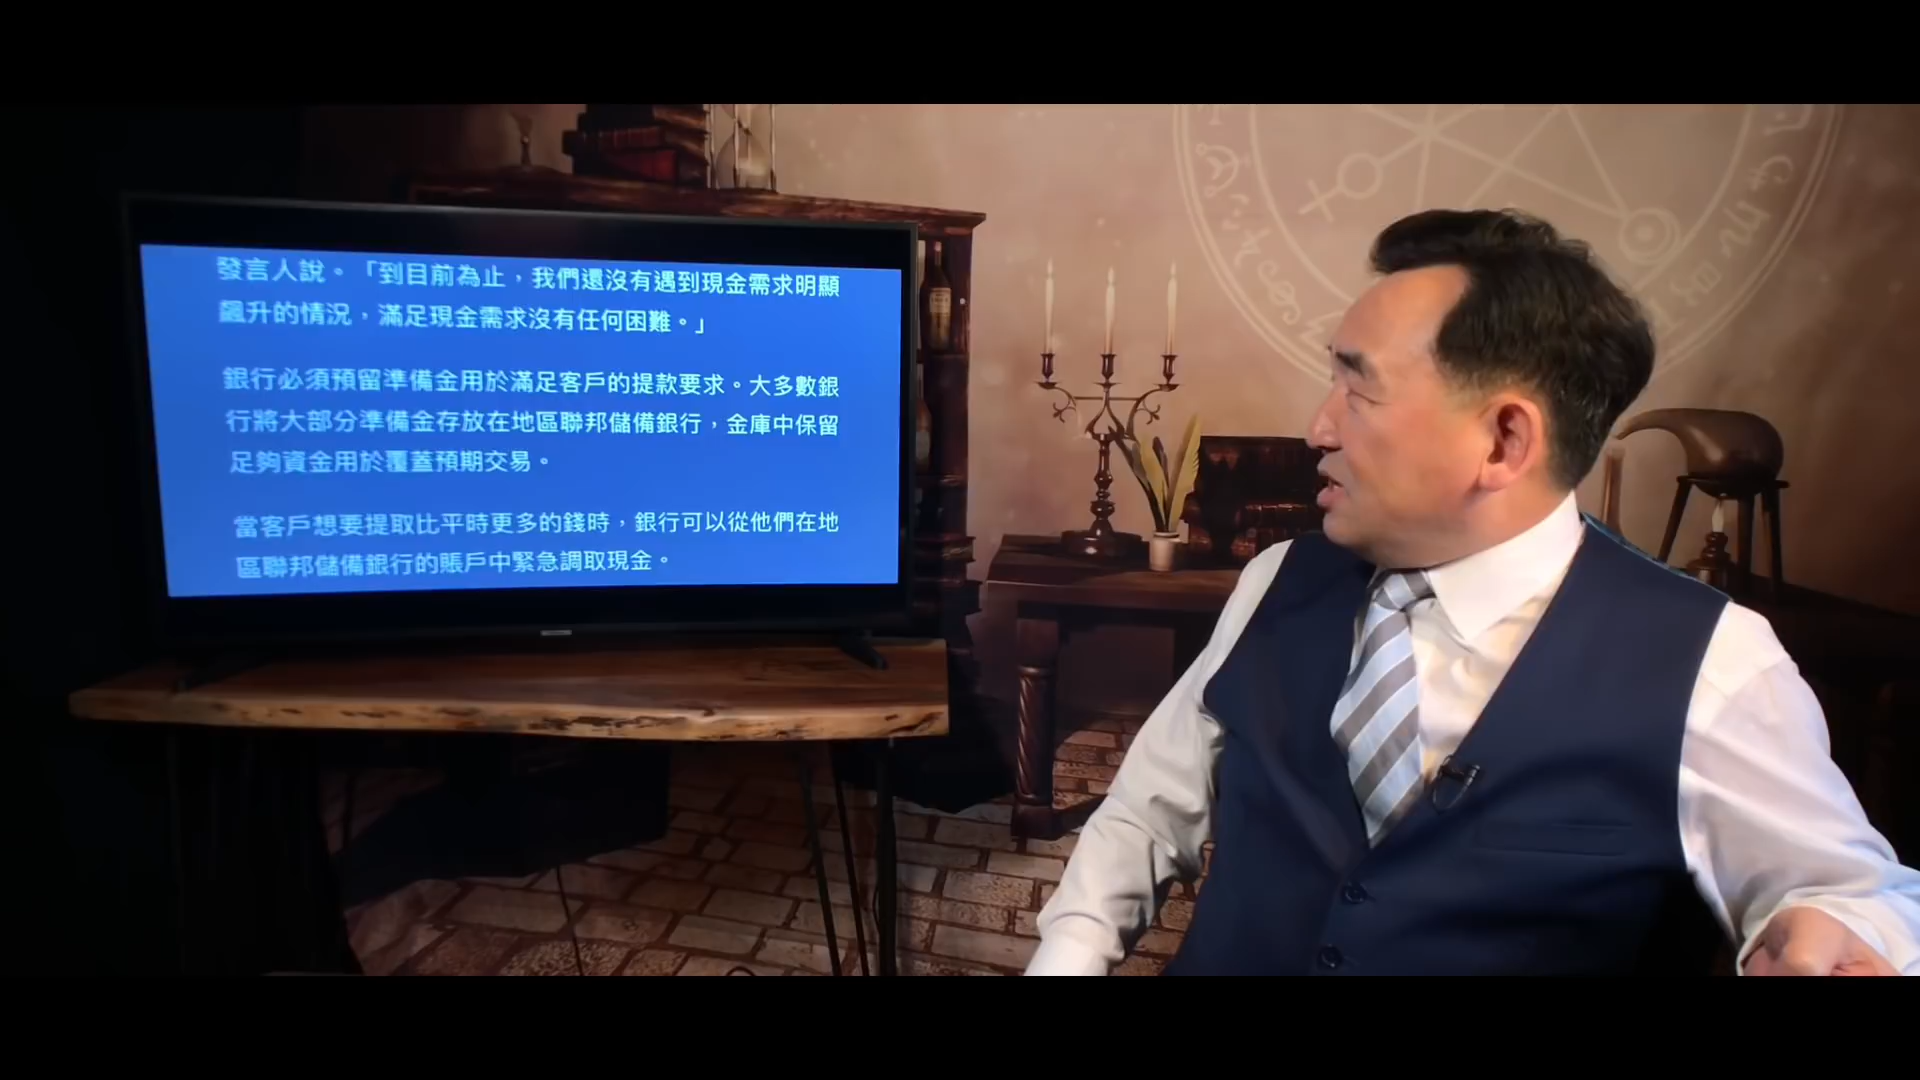 發言人說。「到目前為止，我們還沒有遇到現金需求明顯
飆升的情況，滿足現金需求沒有任何困難。」
銀行必須預留準備金用於滿足客戶的提款要求。大多數銀
行將大部分準備金存放在地區聯邦儲備銀行，金庫中保留
足夠資金用於覆蓋預期交易。
當客戶想要提取比平時更多的錢時，銀行可以從他們在地
區聯邦儲備銀行的賬戶中緊急調取現金。